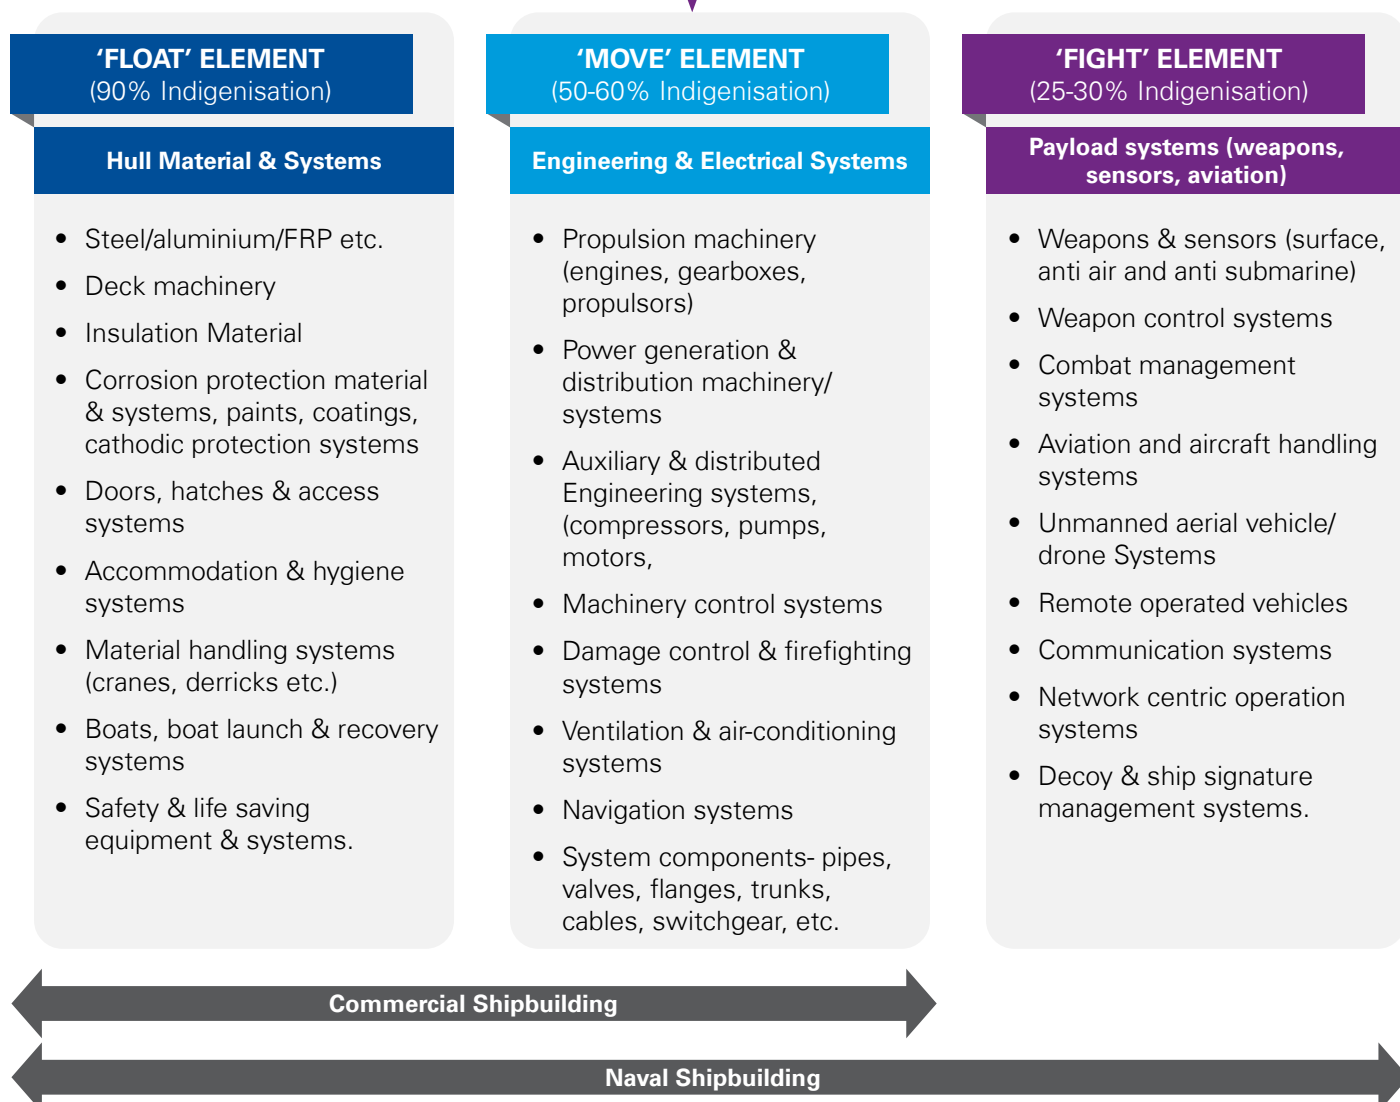 ‘FLOAT’ ELEMENT
(90% Indigenisation)
Hull Material & Systems
• Steel/aluminium/FRP etc.
• Deck machinery
• Insulation Material
• Corrosion protection material
& systems, paints, coatings,
cathodic protection systems
• Doors, hatches & access
systems
• Accommodation & hygiene
systems
• Material handling systems
(cranes, derricks etc.)
• Boats, boat launch & recovery
systems
• Safety & life saving
equipment & systems.
‘MOVE’ ELEMENT
(50-60% Indigenisation)
Engineering & Electrical Systems
• Propulsion machinery
(engines, gearboxes,
propulsors)
• Power generation &
distribution machinery/
systems
• Auxiliary & distributed
Engineering systems,
(compressors, pumps,
motors,
• Machinery control systems
• Damage control & firefighting
systems
• Ventilation & air-conditioning
systems
• Navigation systems
• System components- pipes,
valves, flanges, trunks,
cables, switchgear, etc.
‘FIGHT’ ELEMENT
(25-30% Indigenisation)
Payload systems (weapons,
sensors, aviation)
• Weapons & sensors (surface,
anti air and anti submarine)
• Weapon control systems
• Combat management
systems
• Aviation and aircraft handling
systems
• Unmanned aerial vehicle/
drone Systems
• Remote operated vehicles
• Communication systems
• Network centric operation
systems
• Decoy & ship signature
management systems.
Commercial Shipbuilding
Naval Shipbuilding